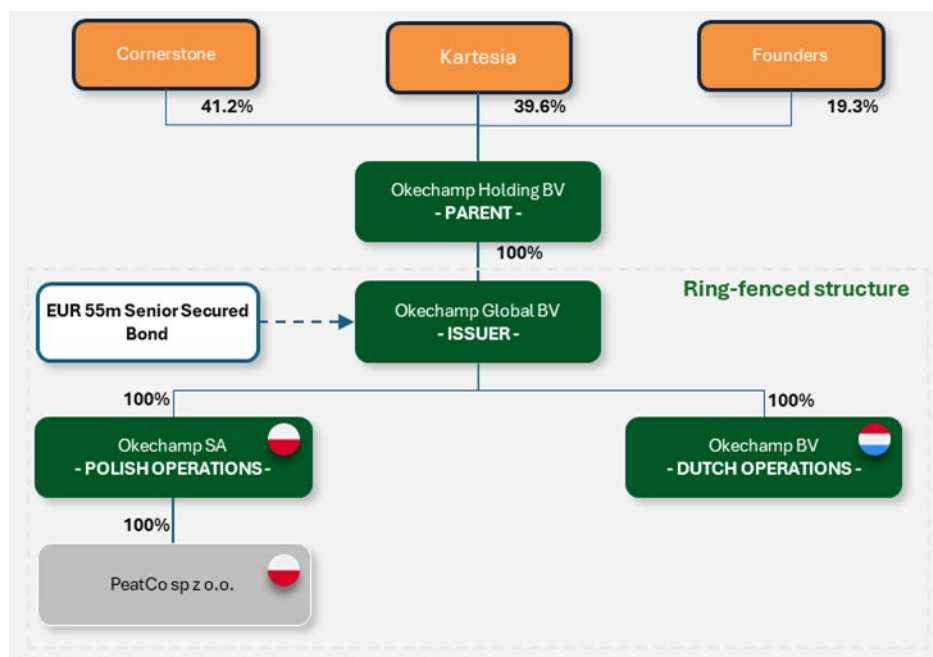 Cornerstone
Kartesia
Founders
41.2%
39.6%
19.3%
Okechamp Holding BV
- PARENT -
100%
Ring-fenced structure
EUR 55m Senior Secured
Bond
Okechamp Global BV
- ISSUER -
100%
100%
Okechamp SA
- POLISH OPERATIONS-
Okechamp BV
- DUTCH OPERATIONS -
100%
PeatCo sp z o.o.